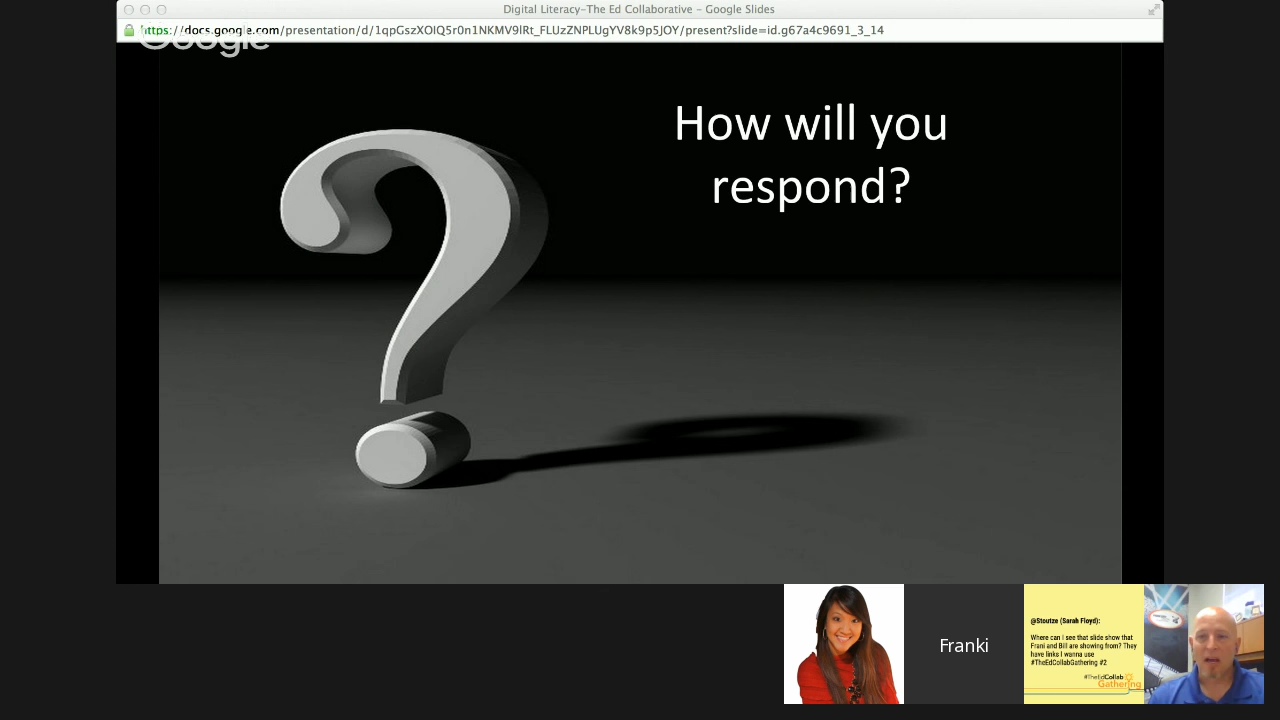 Digital Literacy-The Ed Collaborative – Google Slides
https://docs.google.com/presentation/d/1qpGszXOlQ5r0n1NKMV9lRt_FLUzZNPLUgYV8k9p5JOY/present?slide=id.g67a4c9691_3_14
Google
How will you
respond?
Franki
@Stoutze (Sarah Floyd):
Where can I see that slide show that
Frani and Bill are showing from? They
have links I wanna use
#TheEdCollabGathering #2
#TheEdCollab
Gathering